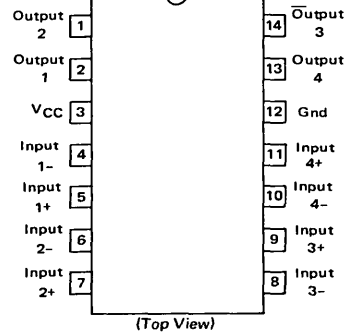 Output 2
1
14
Output 3
Output 1
2
13
Output 4
VCC
3
12
Gnd
Input 1–
4
11
Input 4+
Input 1+
5
10
Input 4–
Input 2–
6
9
Input 3+
Input 2+
7
8
Input 3–
(Top View)